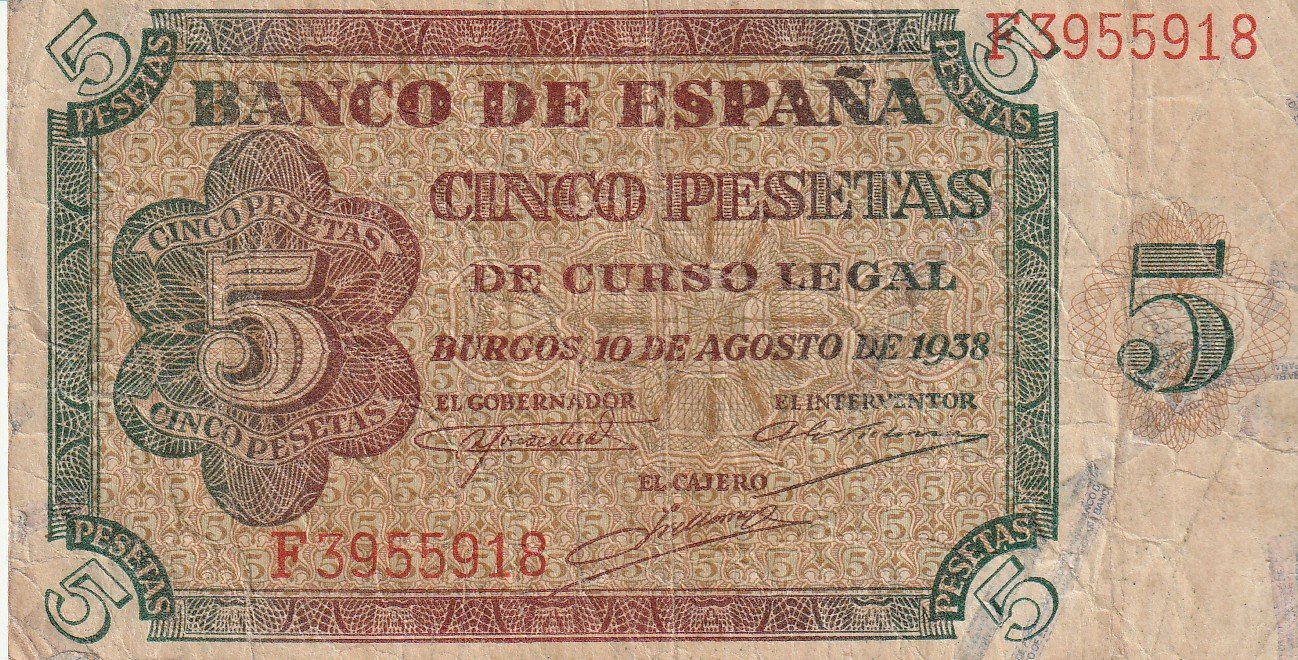 5 5 F3955918
PESETAS PESETAS
BANCO DE ESPAÑA
CINCO PESETAS
DE CURSO LEGAL
CINCO PESETAS
5
5
BURGOS, 10 DE AGOSTO DE 1938
EL GOBERNADOR EL INTERVENTOR
CINCO PESETAS
EL CAJERO
F3955918
PESETAS PESETAS
5 5